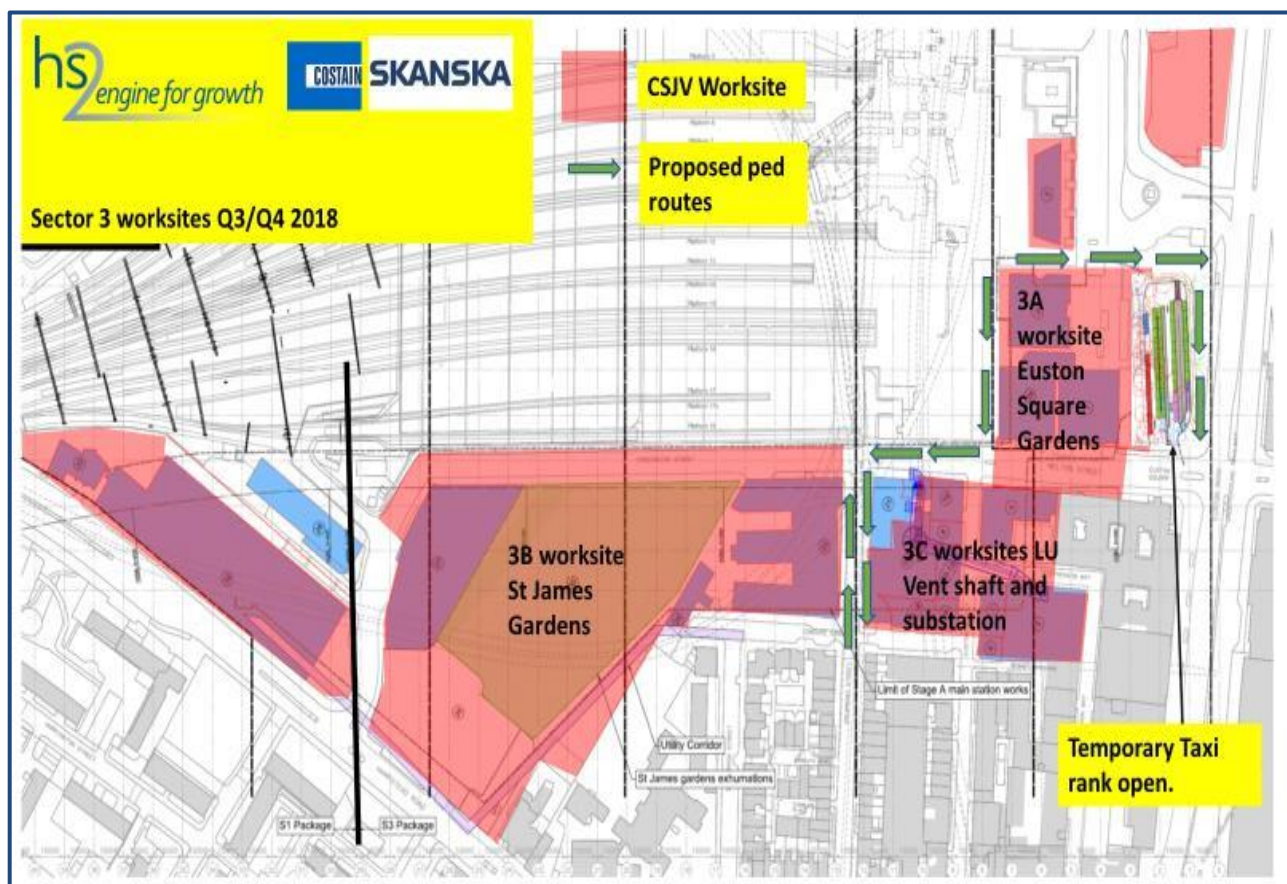 hs2
engine for growth
COSTAIN
SKANSKA
Sector 3 worksites Q3/Q4 2018
CSJV Worksite
Proposed ped
routes
3A
worksite
Euston
Square
Gardens
3B worksite
St James
Gardens
3C worksites LU
Vent shaft and
substation
Limit of Stage A main station works
Utility Corridor
St James gardens exhumations
S1 Package
S3 Package
Temporary Taxi
rank open.